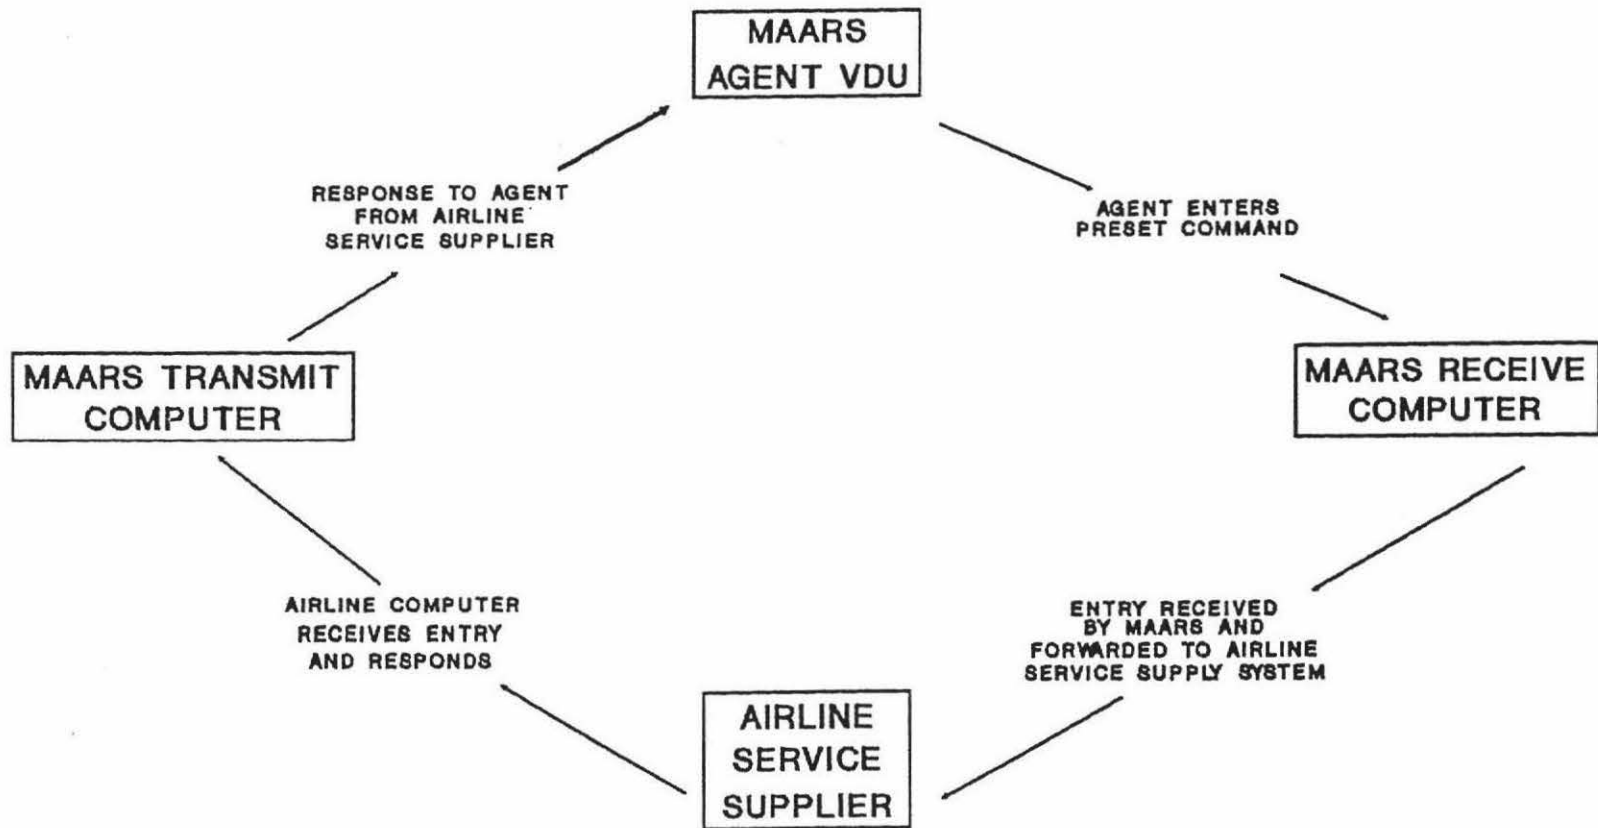 MAARS
AGENT VDU
RESPONSE TO AGENT
FROM AIRLINE
SERVICE SUPPLIER
AGENT ENTERS
PRESET COMMAND
MAARS TRANSMIT
COMPUTER
MAARS RECEIVE
COMPUTER
AIRLINE COMPUTER
RECEIVES ENTRY
AND RESPONDS
ENTRY RECEIVED
BY MAARS AND
FORWARDED TO AIRLINE
SERVICE SUPPLY SYSTEM
AIRLINE
SERVICE
SUPPLIER